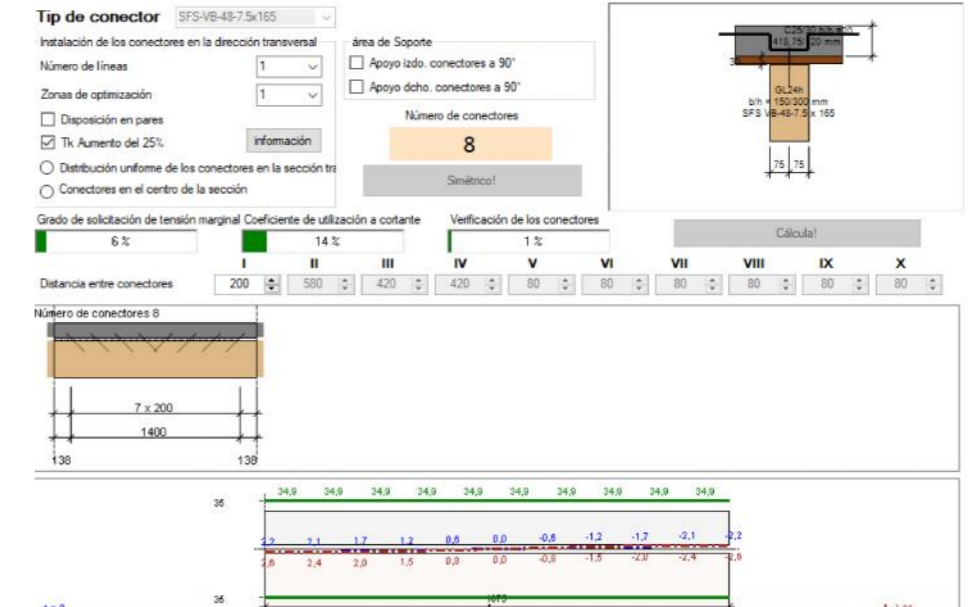 Tip de conector SFS-VB-48-7.5x165
Instalación de los conectores en la dirección transversal
Número de líneas 1
Zonas de optimización 1
Disposición en pares
Tk Aumento del 25% información
Distribución uniforme de los conectores en la sección tra
Conectores en el centro de la sección
área de Soporte
Apoyo izdo. conectores a 90°
Apoyo dcho. conectores a 90°
Número de conectores
8
Simétrico!
GL24h
b/h = 150/300 mm
SFS VB-48-7.5 x 165
75 75
Grado de solicitación de tensión marginal Coeficiente de utilización a cortante Verificación de los conectores
6 % 14 % 1 %
Cálcula!
I II III IV V VI VII VIII IX X
Distancia entre conectores 200 580 420 420 80 80 80 80 80 80
Número de conectores 8
7 x 200
1400
138 138
34,9 34,9 34,9 34,9 34,9 34,9 34,9 34,9 34,9 34,9
2,1 1,7 1,2 0,6 0,0 -0,6 -1,2 -1,7 -2,1 -2,2
2,4 2,0 1,5 0,8 0,0 -0,8 -1,5 -2,0 -2,4 -2,6
1675